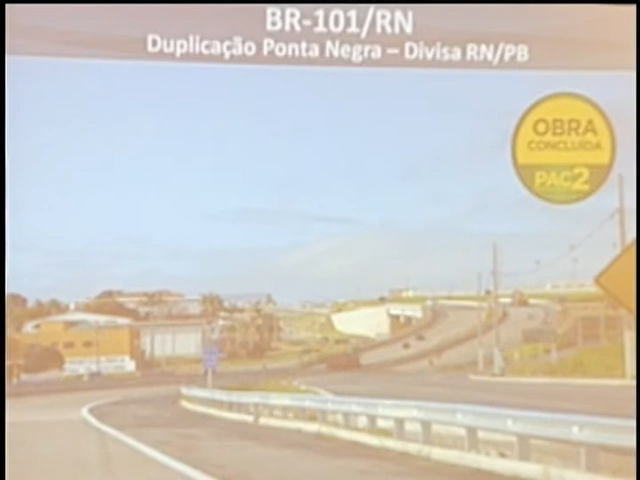 BR-101/RN
Duplicação Ponta Negra – Divisa RN/PB
OBRA
CONCLUÍDA
PAC2